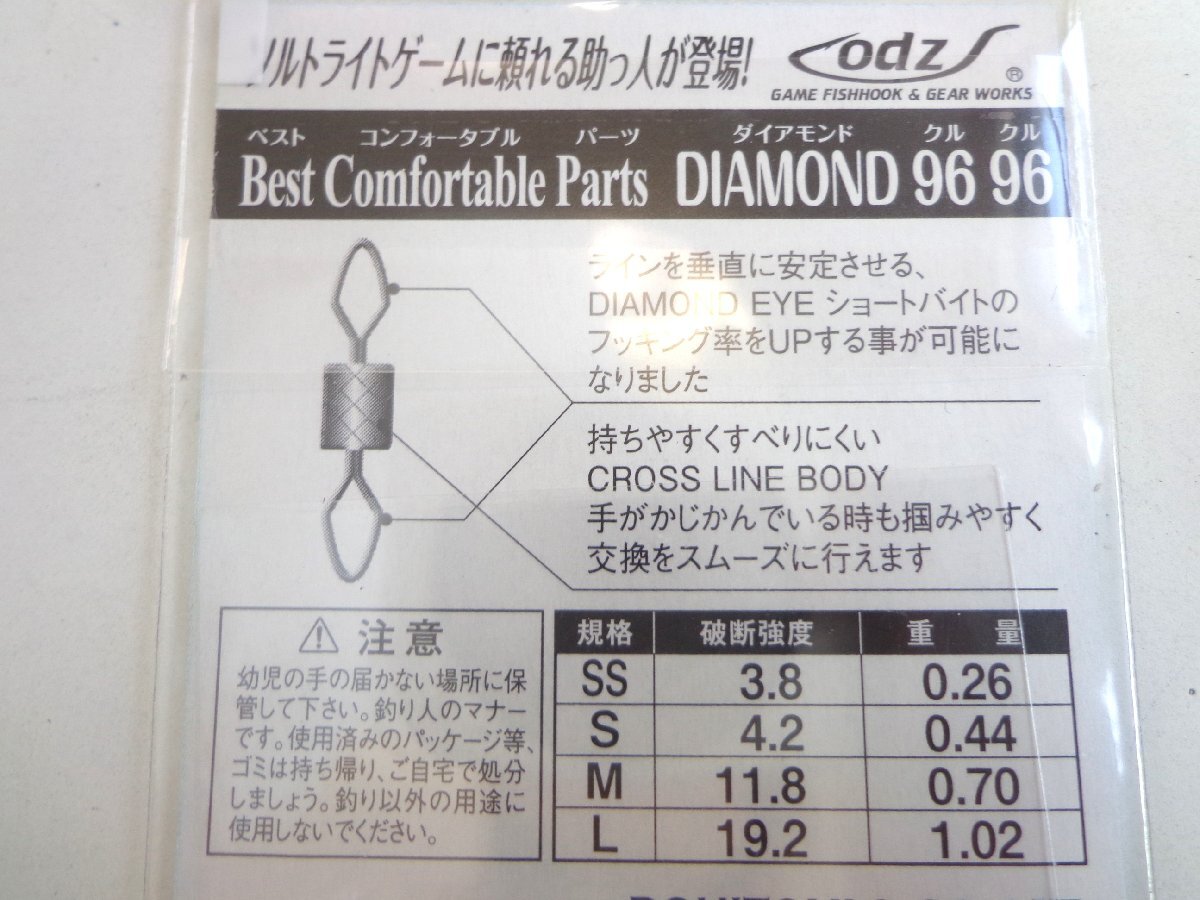 ソルトライトゲームに頼れる助っ人が登場!
Codz ®
GAME FISHHOOK & GEAR WORKS
ベスト コンフォータブル パーツ ダイアモンド クル クル
Best Comfortable Parts DIAMOND 96 96
ラインを垂直に安定させる、
DIAMOND EYE ショートバイトの
フッキング率をUPする事が可能に
なりました
持ちやすくすべりにくい
CROSS LINE BODY
手がかじかんでいる時も掴みやすく
交換をスムーズに行えます
注意
幼児の手の届かない場所に保
管して下さい。釣り人のマナー
です。使用済みのパッケージ等、
ゴミは持ち帰り、ご自宅で処分
しましょう。釣り以外の用途に
使用しないでください。
規格 破断強度 重量
SS 3.8 0.26
S 4.2 0.44
M 11.8 0.70
L 19.2 1.02